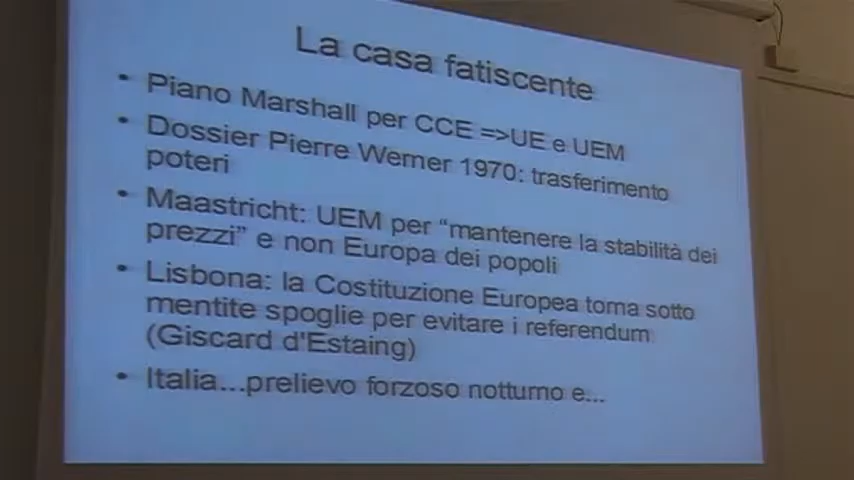 La casa fatiscente
• Piano Marshall per CCE =>UE e UEM
• Dossier Pierre Werner 1970: trasferimento
poteri
• Maastricht: UEM per “mantenere la stabilità dei
prezzi” e non Europa dei popoli
• Lisbona: la Costituzione Europea torna sotto
mentite spoglie per evitare i referendum
(Giscard d'Estaing)
• Italia...prelievo forzoso notturno e...